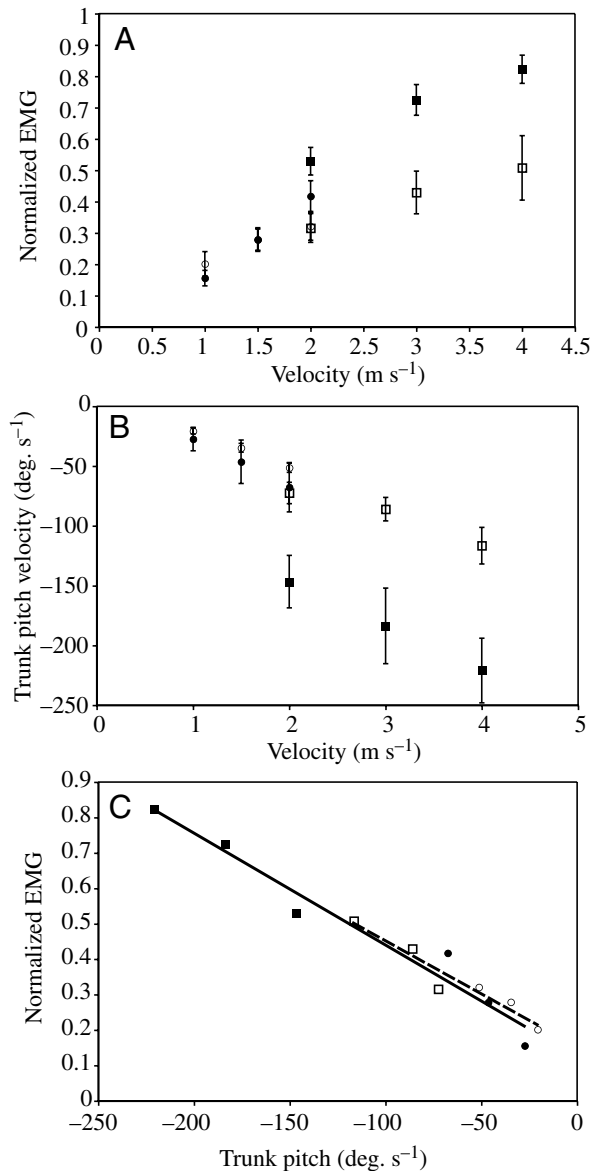 A
Normalized EMG
1
0.9
0.8
0.7
0.6
0.5
0.4
0.3
0.2
0.1
0
0 0.5 1 1.5 2 2.5 3 3.5 4 4.5
Velocity (m s⁻¹)
B
Trunk pitch velocity (deg. s⁻¹)
0
–50
–100
–150
–200
–250
0 1 2 3 4 5
Velocity (m s⁻¹)
C
Normalized EMG
0.9
0.8
0.7
0.6
0.5
0.4
0.3
0.2
0.1
0
–250 –200 –150 –100 –50 0
Trunk pitch (deg. s⁻¹)